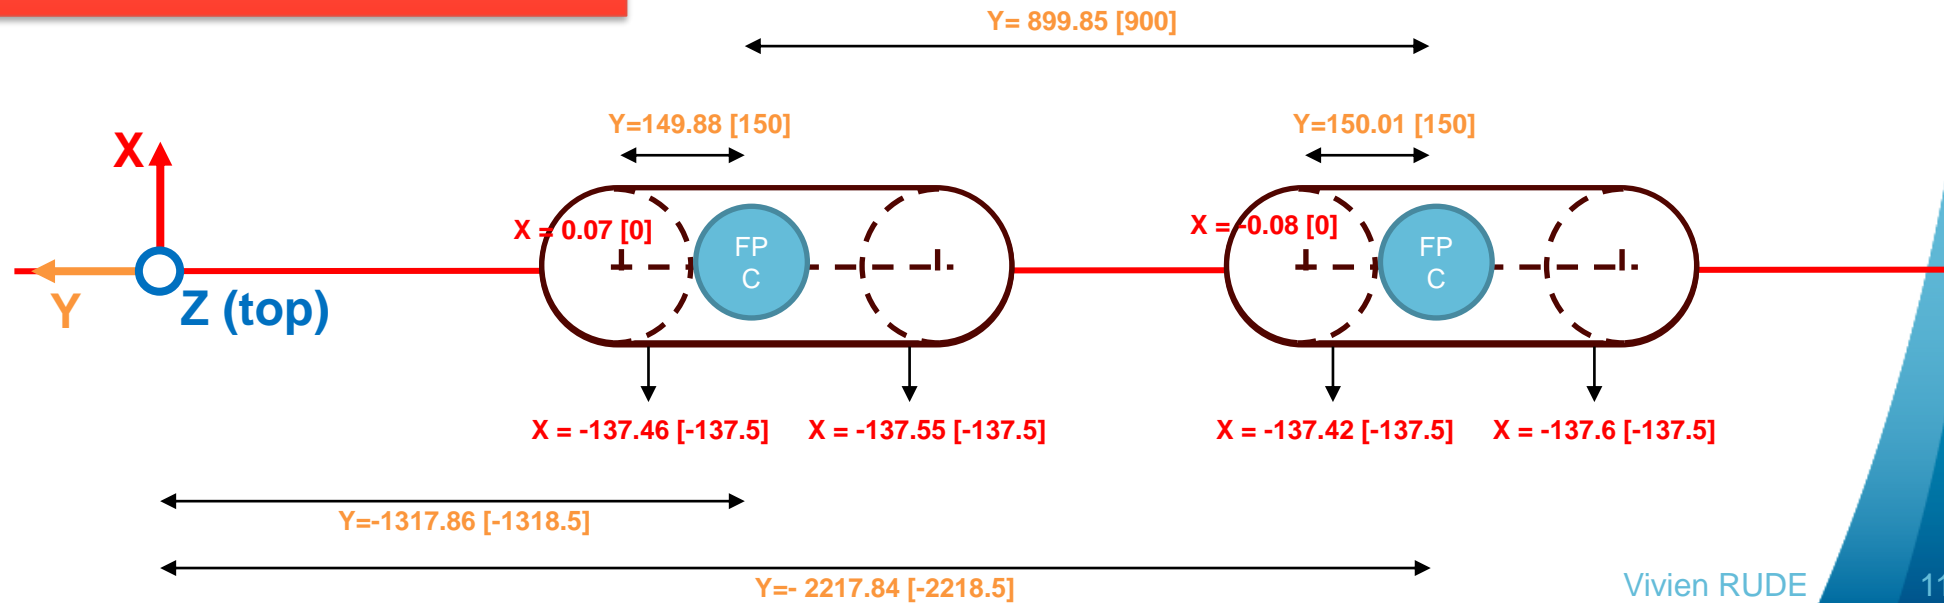 Y= 899.85 [900]
Y=149.88 [150]
Y=150.01 [150]
X
X = 0.07 [0]
X = -0.08 [0]
FP
C
FP
C
Y
Z (top)
X = -137.46 [-137.5]
X = -137.55 [-137.5]
X = -137.42 [-137.5]
X = -137.6 [-137.5]
Y=-1317.86 [-1318.5]
Y=- 2217.84 [-2218.5]
Vivien RUDE
11